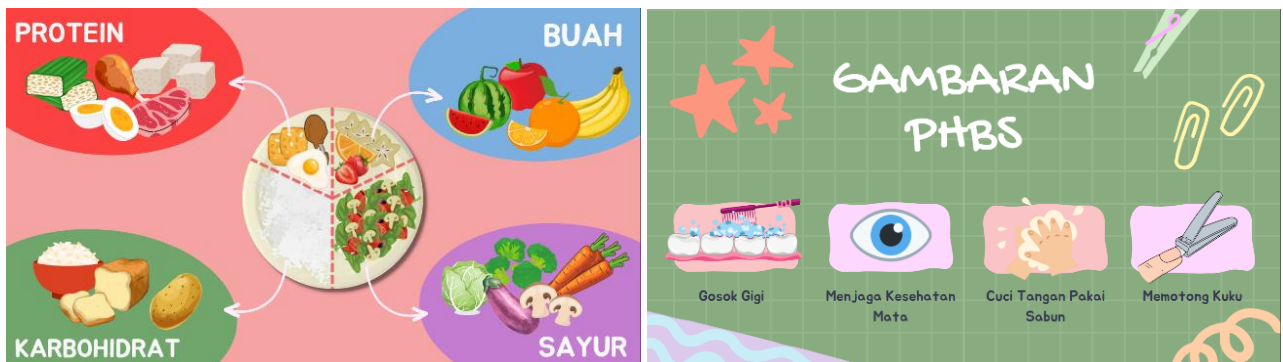 PROTEIN
BUAH
KARBOHIDRAT
SAYUR
GAMBARAN
PHBS
Gosok Gigi
Menjaga Kesehatan
Mata
Cuci Tangan Pakai
Sabun
Memotong Kuku